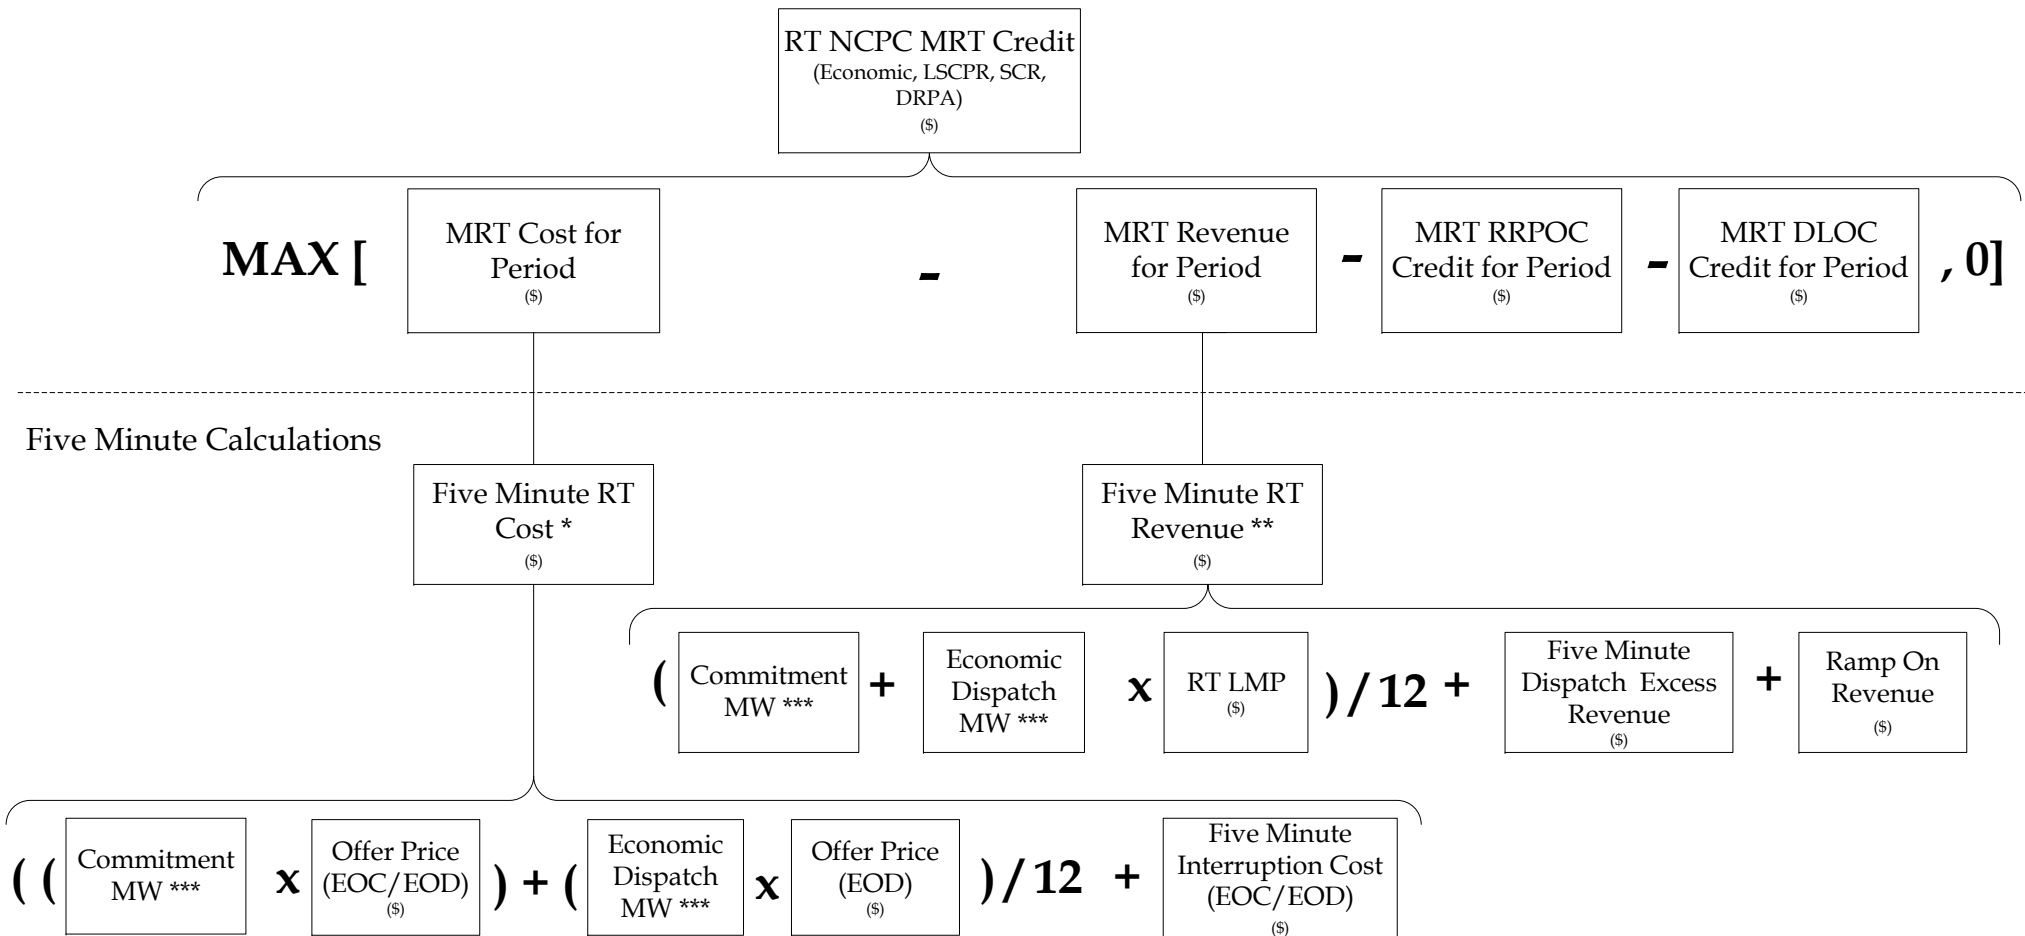 RT NCPC MRT Credit
(Economic, LSCPR, SCR,
DRPA)
($)
MAX [
MRT Cost for
Period
($)
-
MRT Revenue
for Period
($)
-
MRT RRPOC
Credit for Period
($)
-
MRT DLOC
Credit for Period
($)
, 0]
Five Minute Calculations
Five Minute RT
Cost *
($)
Five Minute RT
Revenue **
($)
(
Commitment
MW ***
+
Economic
Dispatch
MW ***
x
RT LMP
($)
) / 12 +
Five Minute
Dispatch Excess
Revenue
($)
+
Ramp On
Revenue
($)
( (
Commitment
MW ***
x
Offer Price
(EOC/EOD)
($)
) + (
Economic
Dispatch
MW ***
x
Offer Price
(EOD)
($)
) / 12 +
Five Minute
Interruption Cost
(EOC/EOD)
($)